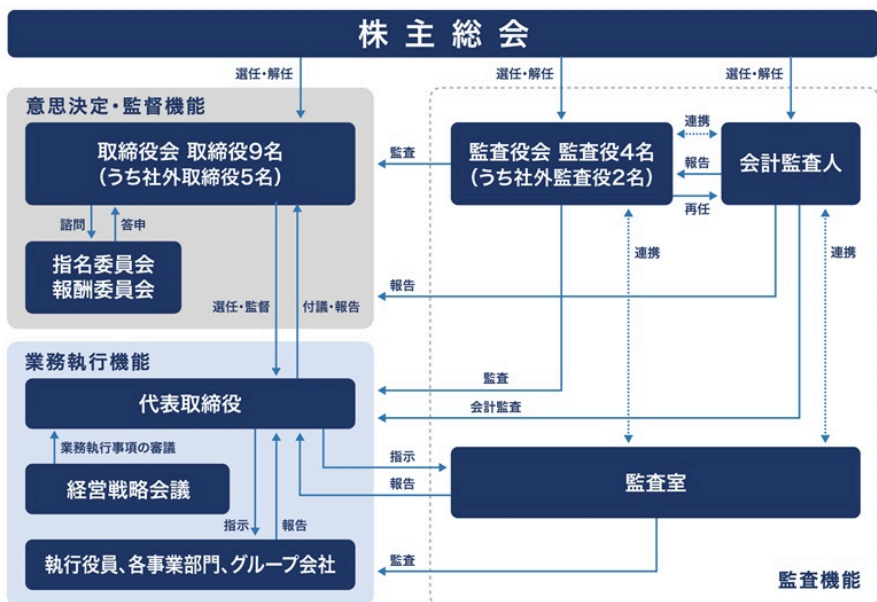 株主総会
選任・解任
選任・解任
選任・解任
意思決定・監督機能
取締役会 取締役9名
(うち社外取締役5名)
監査
監査役会 監査役4名
(うち社外監査役2名)
連携
報告
再任
会計監査人
諮問
答申
指名委員会
報酬委員会
選任・監督
付議・報告
報告
連携
連携
業務執行機能
代表取締役
監査
会計監査
業務執行事項の審議
経営戦略会議
指示
報告
指示
報告
監査室
執行役員、各事業部門、グループ会社
監査
監査機能